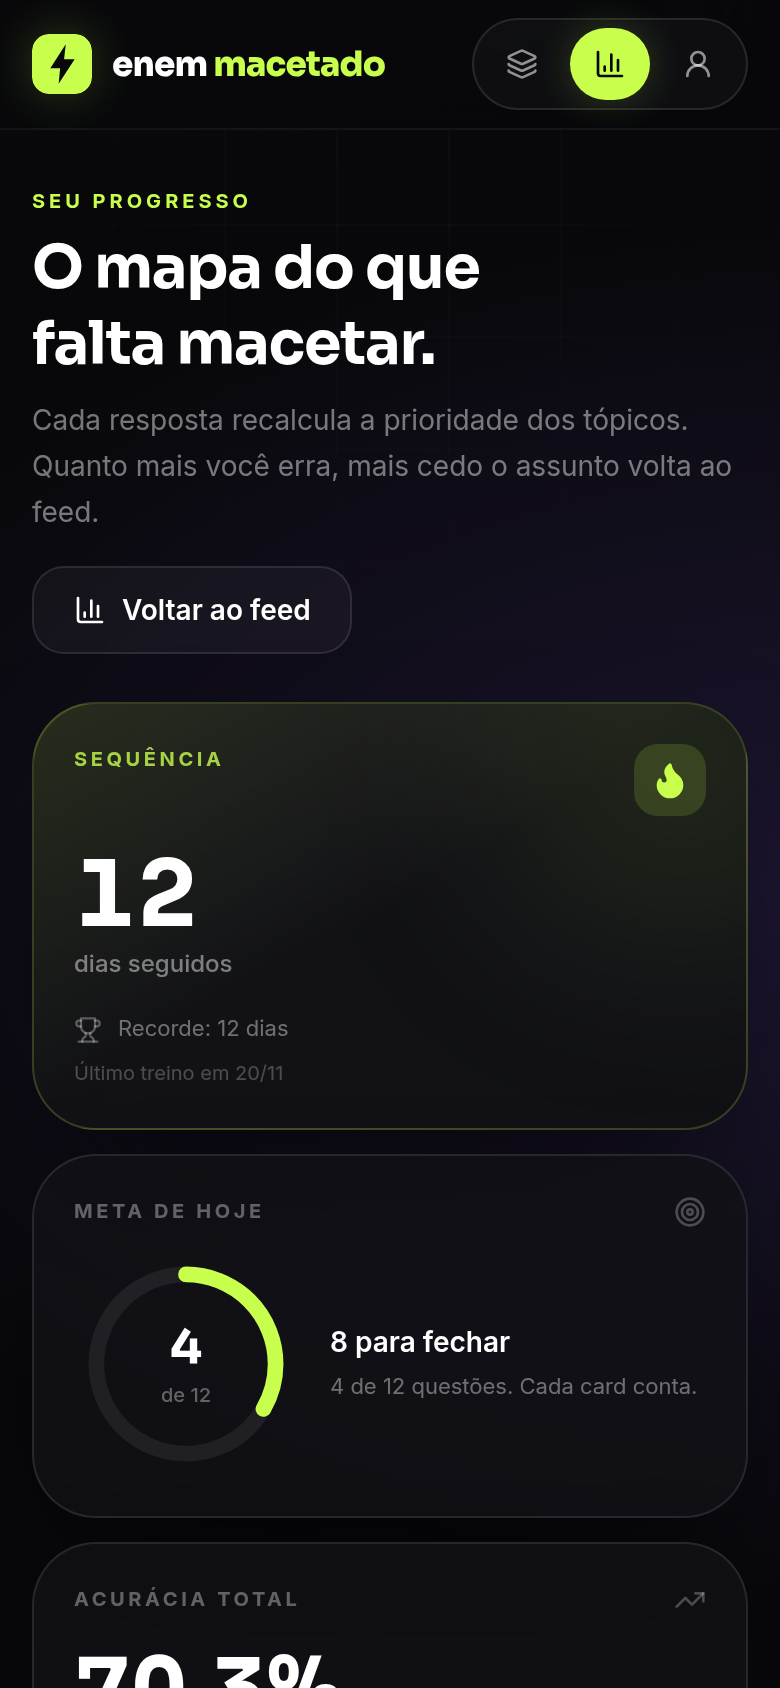 enem macetado
SEU PROGRESSO
O mapa do que
falta macetar.
Cada resposta recalcula a prioridade dos tópicos.
Quanto mais você erra, mais cedo o assunto volta ao
feed.
Voltar ao feed
SEQUÊNCIA
12
dias seguidos
Recorde: 12 dias
Último treino em 20/11
META DE HOJE
4
de 12
8 para fechar
4 de 12 questões. Cada card conta.
ACURÁCIA TOTAL
70.3%